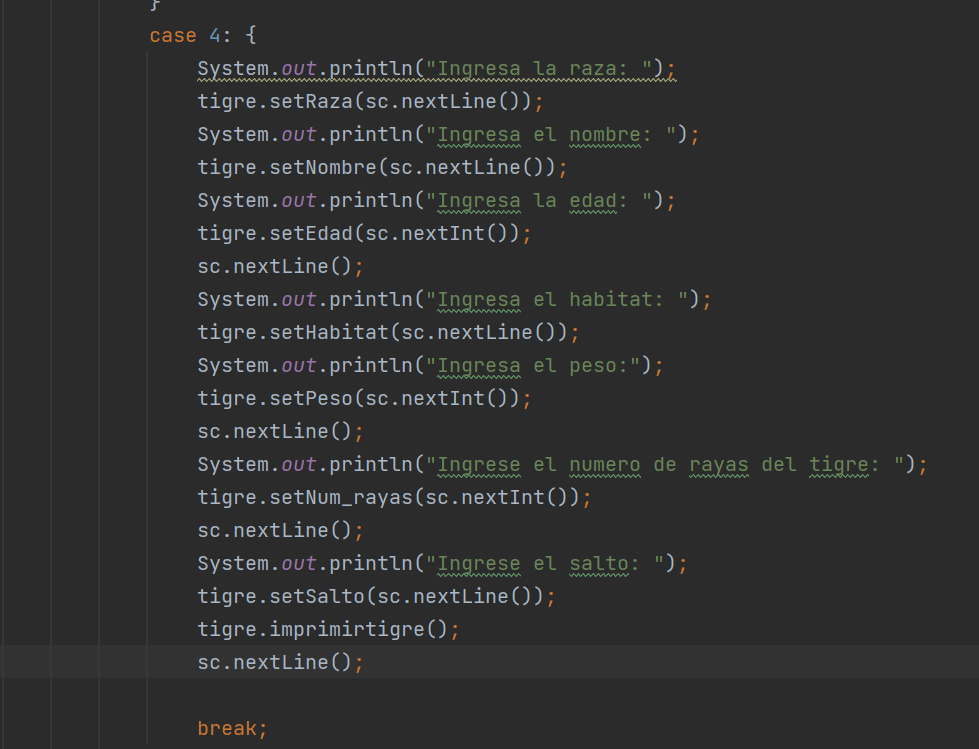 }
case 4: {
System.out.println("Ingresa la raza: ");
tigre.setRaza(sc.nextLine());
System.out.println("Ingresa el nombre: ");
tigre.setNombre(sc.nextLine());
System.out.println("Ingresa la edad: ");
tigre.setEdad(sc.nextInt());
sc.nextLine();
System.out.println("Ingresa el habitat: ");
tigre.setHabitat(sc.nextLine());
System.out.println("Ingresa el peso:");
tigre.setPeso(sc.nextInt());
sc.nextLine();
System.out.println("Ingrese el numero de rayas del tigre: ");
tigre.setNum_rayas(sc.nextInt());
sc.nextLine();
System.out.println("Ingrese el salto: ");
tigre.setSalto(sc.nextLine());
tigre.imprimirtigre();
sc.nextLine();
break;